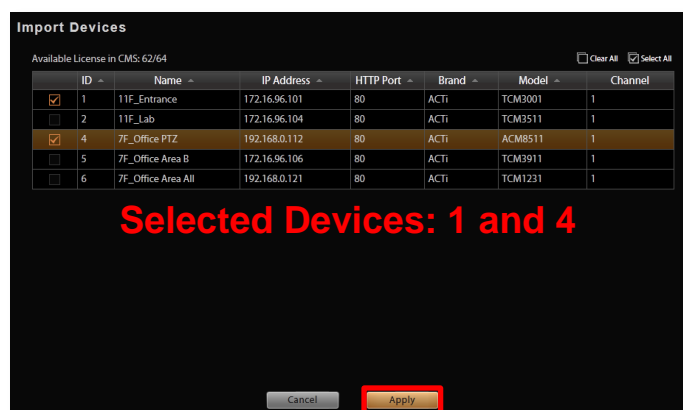 Import Devices
Available License in CMS: 62/64 Clear All Select All
ID Name IP Address HTTP Port Brand Model Channel
1 11F_Entrance 172.16.96.101 80 ACTi TCM3001 1
2 11F_Lab 172.16.96.104 80 ACTi TCM3511 1
4 7F_Office PTZ 192.168.0.112 80 ACTi ACM8511 1
5 7F_Office Area B 172.16.96.106 80 ACTi TCM3911 1
6 7F_Office Area All 192.168.0.121 80 ACTi TCM1231 1
Selected Devices: 1 and 4
Cancel Apply